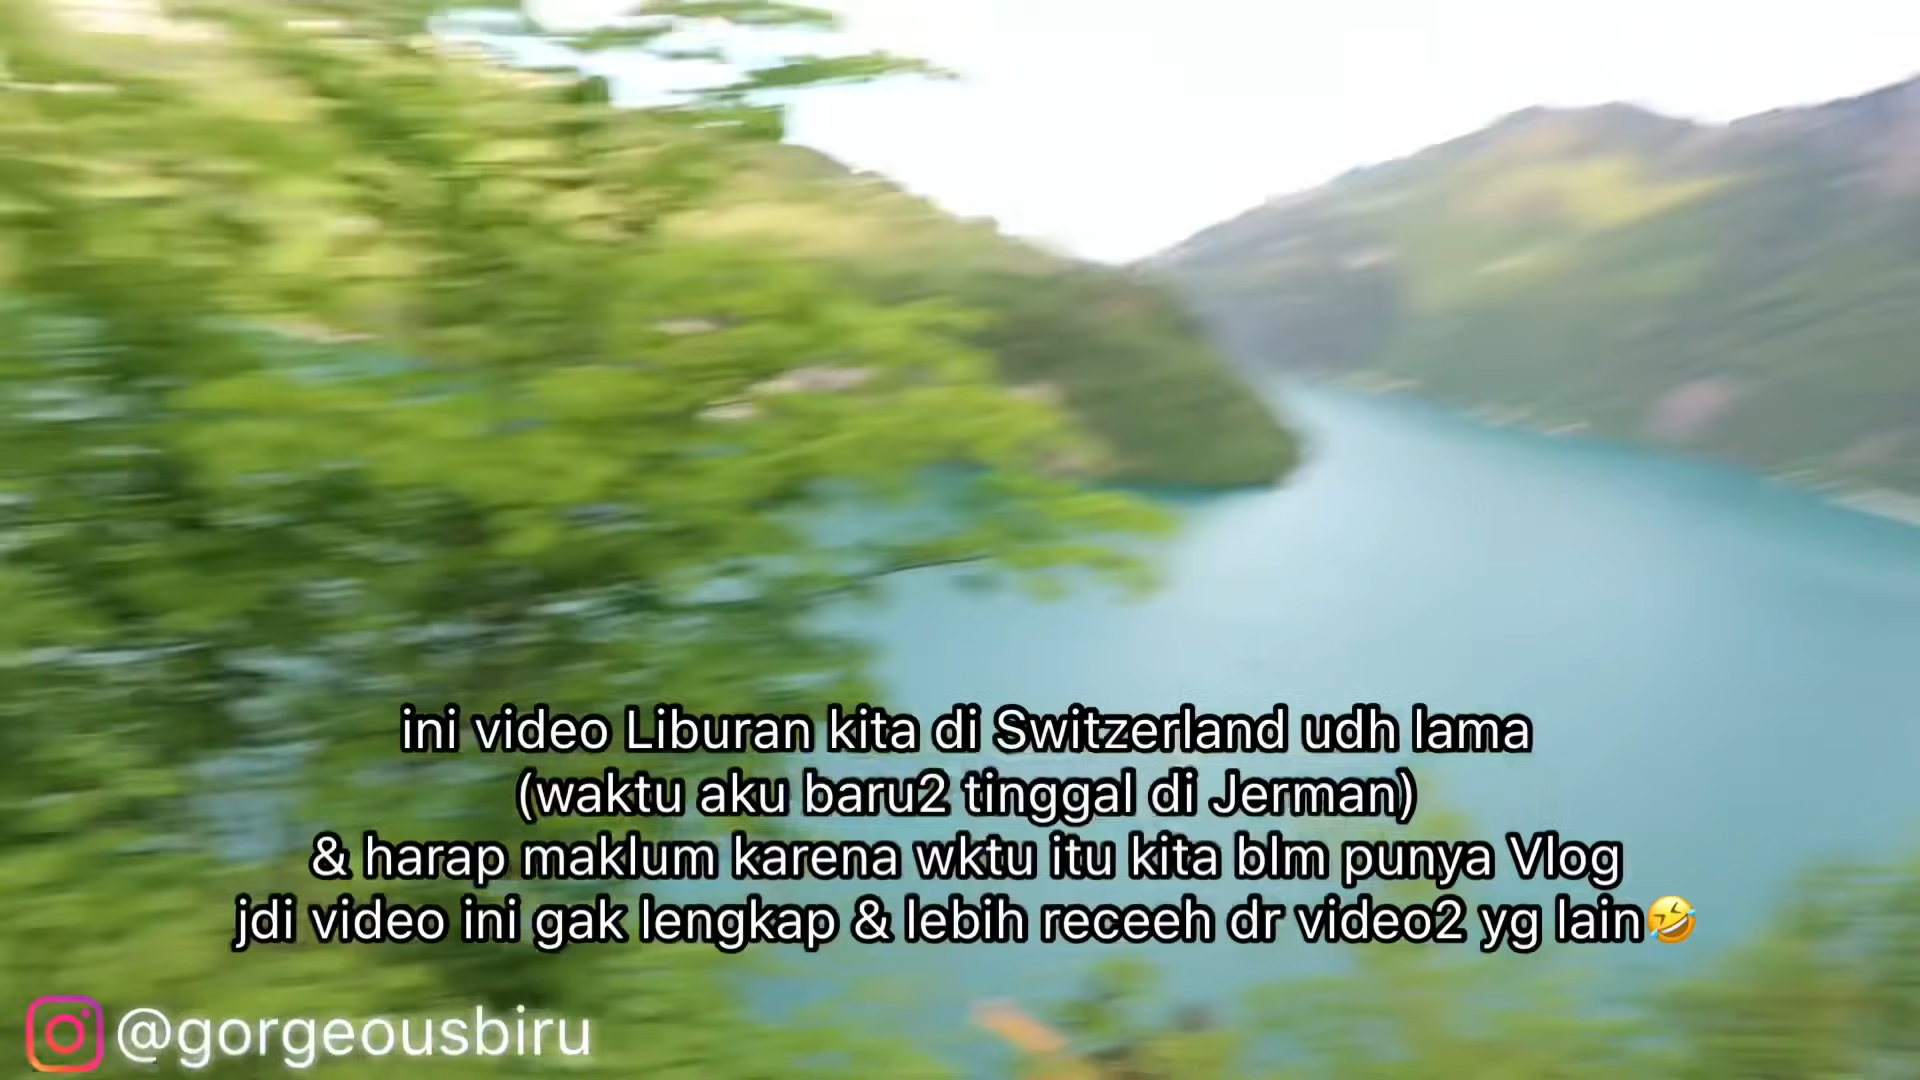 ini video Liburan kita di Switzerland udh lama
(waktu aku baru2 tinggal di Jerman)
& harap maklum karena wktu itu kita blm punya Vlog
jdi video ini gak lengkap & lebih receeh dr video2 yg lain🤣
@gorgeousbiru